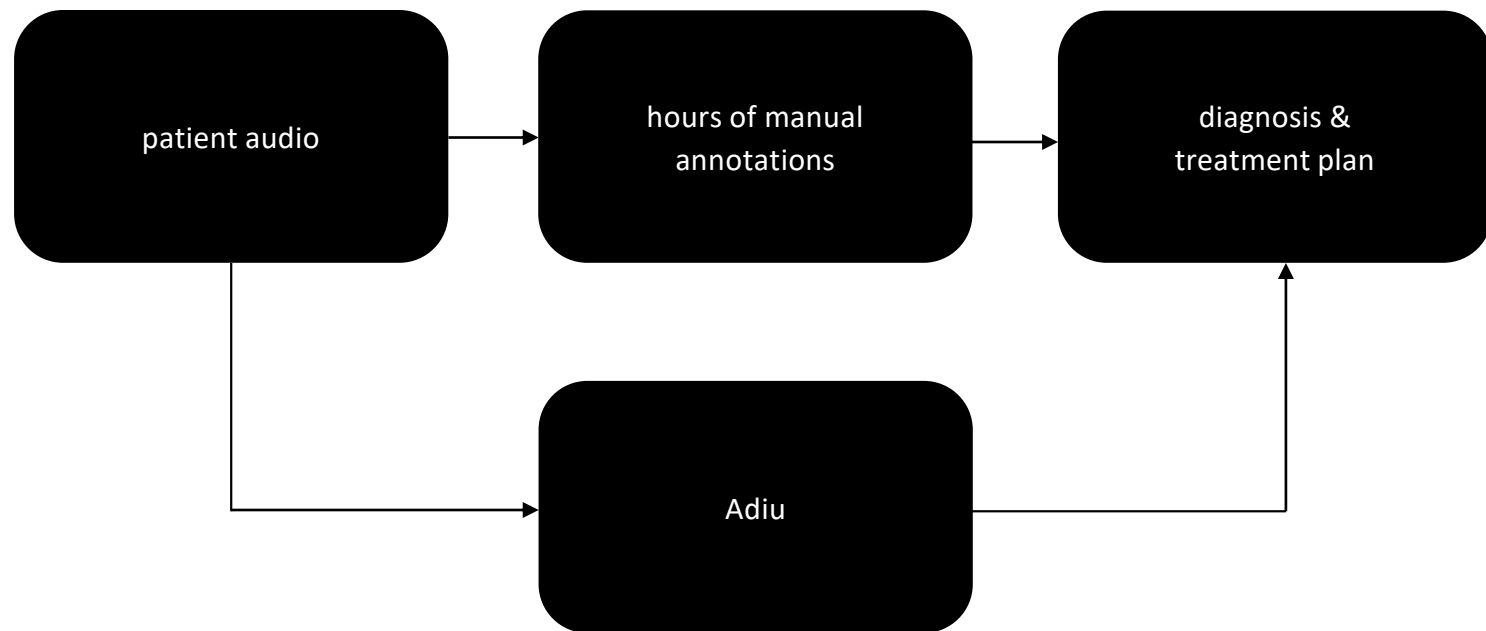 patient audio
hours of manual
annotations
diagnosis &
treatment plan
Adiu